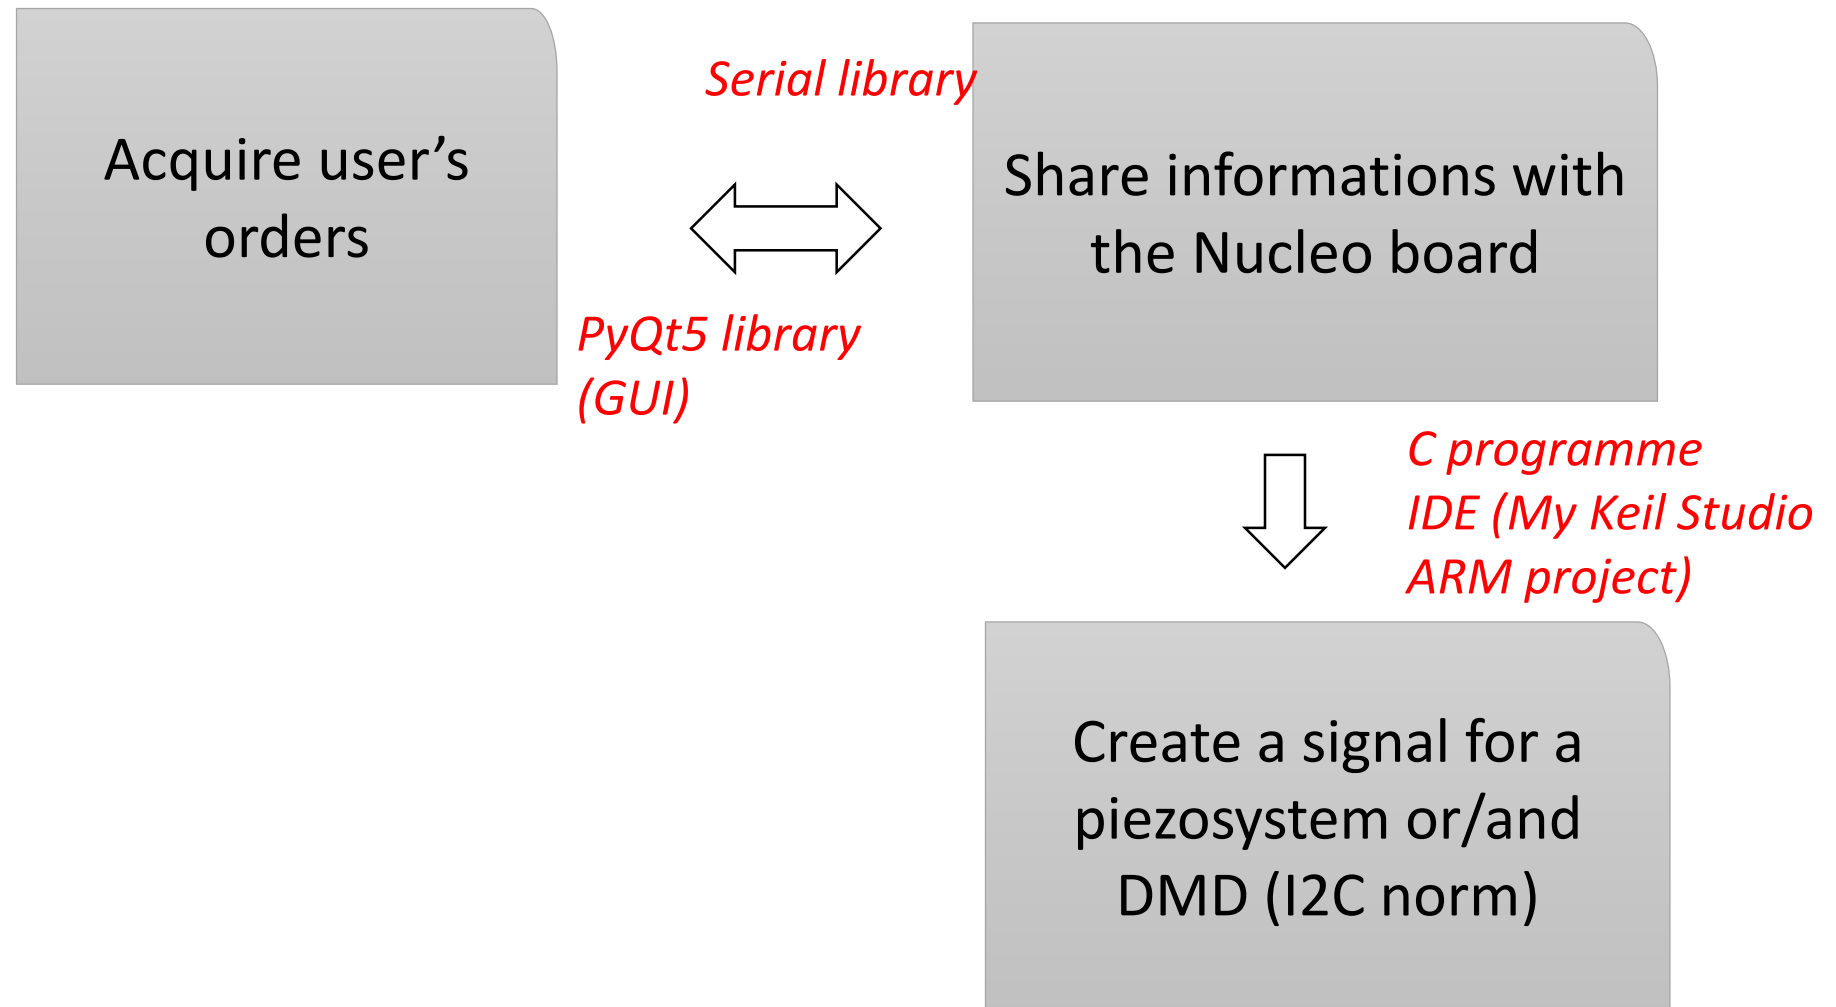 Acquire user’s
orders
Serial library
PyQt5 library
(GUI)
Share informations with
the Nucleo board
C programme
IDE (My Keil Studio
ARM project)
Create a signal for a
piezosystem or/and
DMD (I2C norm)